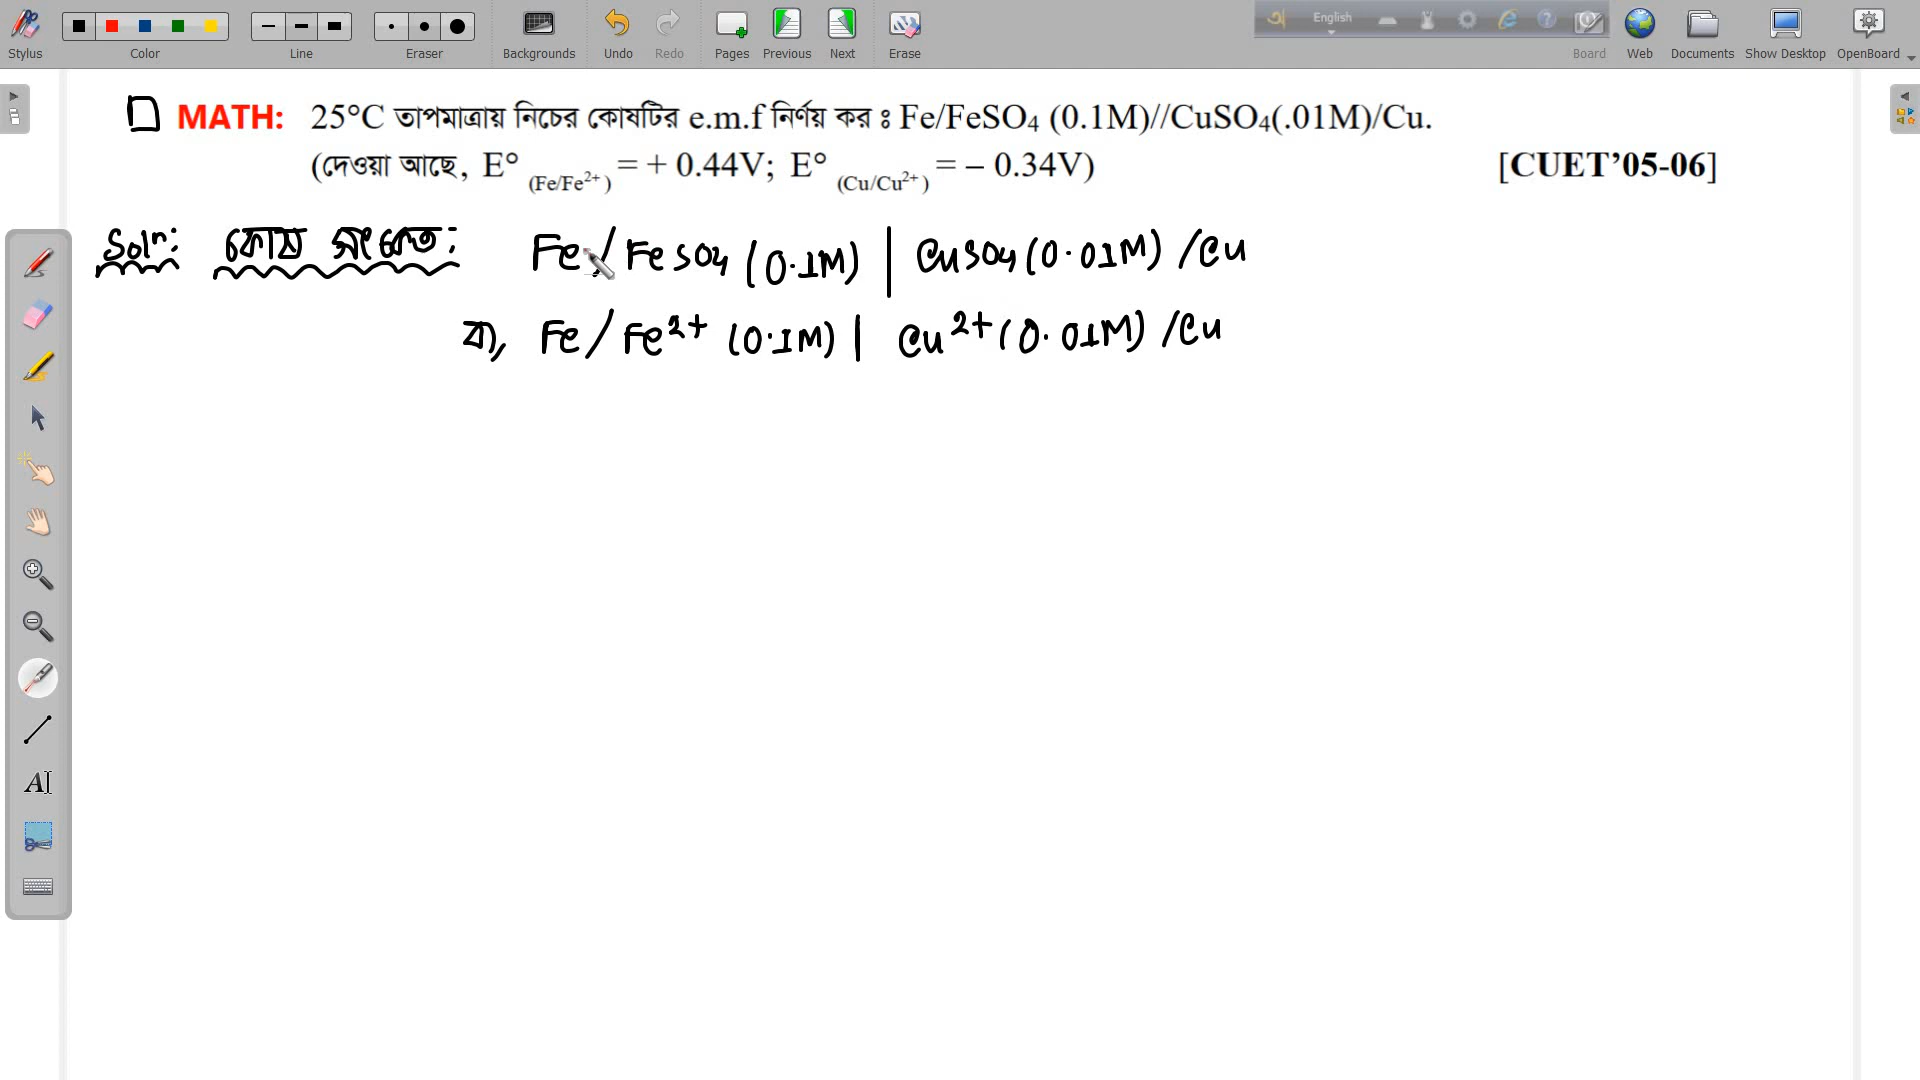 Stylus Color Line Eraser Backgrounds Undo Redo Pages Previous Next Erase Board Web Documents Show Desktop OpenBoard
English
MATH: 25°C তাপমাত্রায় নিচের কোষটির e.m.f নির্ণয় কর ঃ Fe/FeSO₄ (0.1M)//CuSO₄(.01M)/Cu.
(দেওয়া আছে, E° (Fe/Fe²⁺) = + 0.44V; E° (Cu/Cu²⁺) = – 0.34V) [CUET’05-06]
Solⁿ: কোষ সংকেত: Fe/FeSO₄ (0.1M) | CuSO₄(0.01M) /Cu
বা, Fe/Fe²⁺ (0.1M) | Cu²⁺(0.01M) /Cu